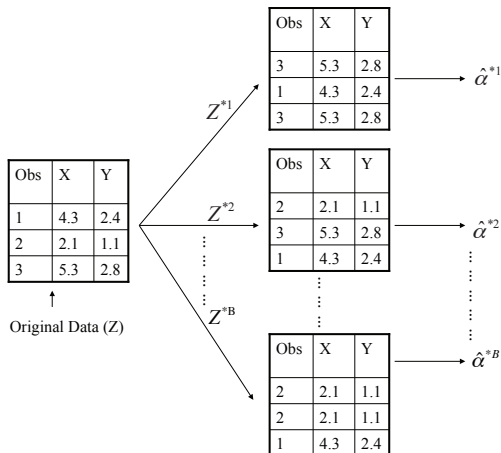 Obs X Y
3 5.3 2.8
1 4.3 2.4
3 5.3 2.8
Z*1
α̂*1
Obs X Y
1 4.3 2.4
2 2.1 1.1
3 5.3 2.8
Original Data (Z)
Z*2
Obs X Y
2 2.1 1.1
3 5.3 2.8
1 4.3 2.4
α̂*2
Z*B
Obs X Y
2 2.1 1.1
2 2.1 1.1
1 4.3 2.4
α̂*B